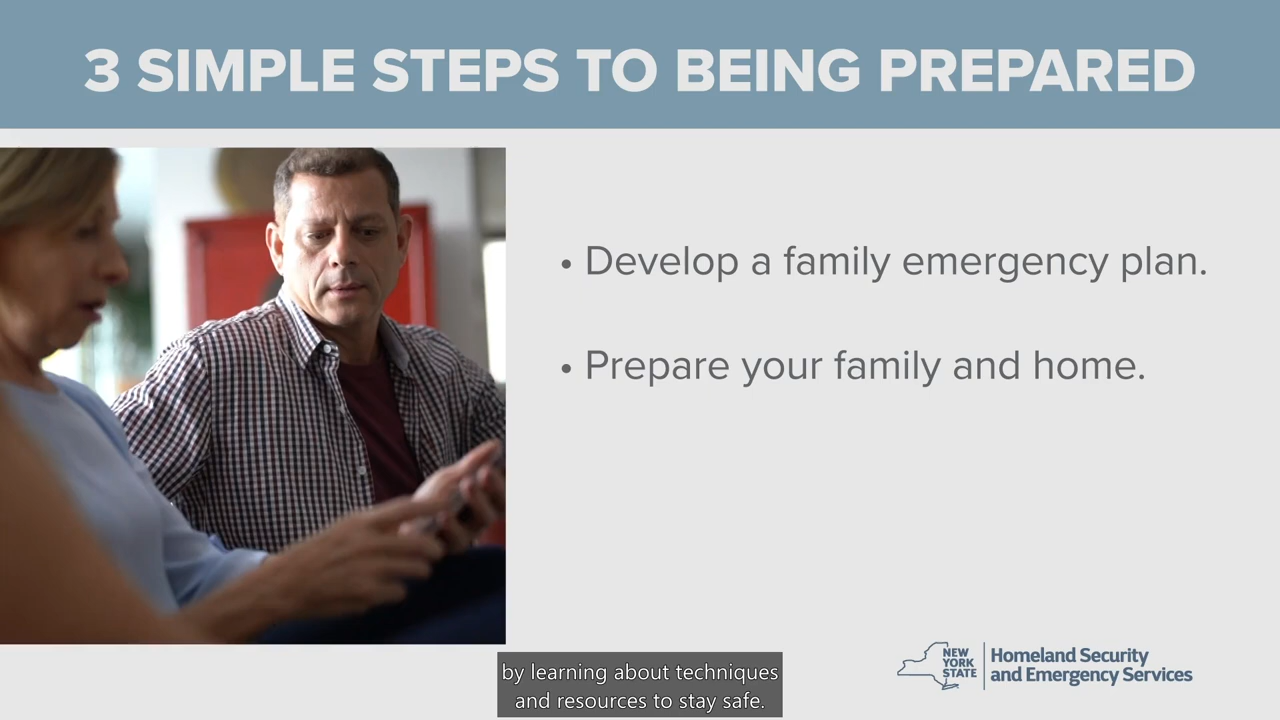 3 SIMPLE STEPS TO BEING PREPARED
• Develop a family emergency plan.
• Prepare your family and home.
by learning about techniques
and resources to stay safe.
NEW
YORK
STATE
Homeland Security
and Emergency Services